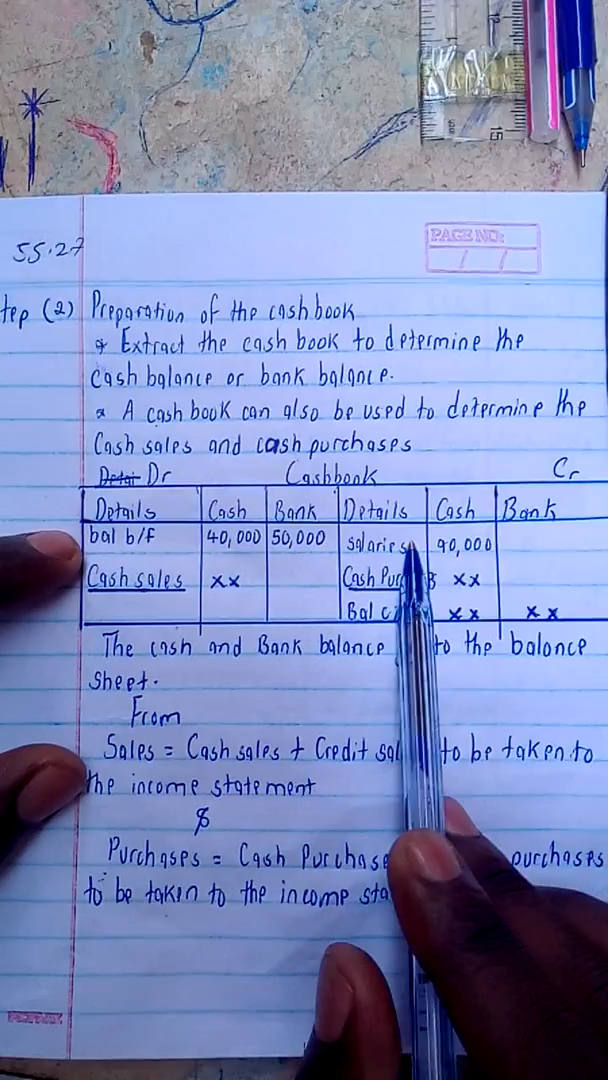 55.27
PAGE NO:
tep (2) Preparation of the cashbook
* Extract the cash book to determine the
cash balance or bank balance.
* A cash book can also be used to determine the
Cash sales and cash purchases
Detai Dr Cashbook Cr
Details Cash Bank Details Cash Bank
bal b/f 40,000 50,000 salaries 90,000
Cash sales xx Cash Pur s xx
Bal c xx xx
The cash and Bank balance to the balance
sheet.
From
Sales = Cash sales + Credit sal to be taken to
the income statement
$
Purchases = Cash Purchase purchases
to be taken to the income sta
15